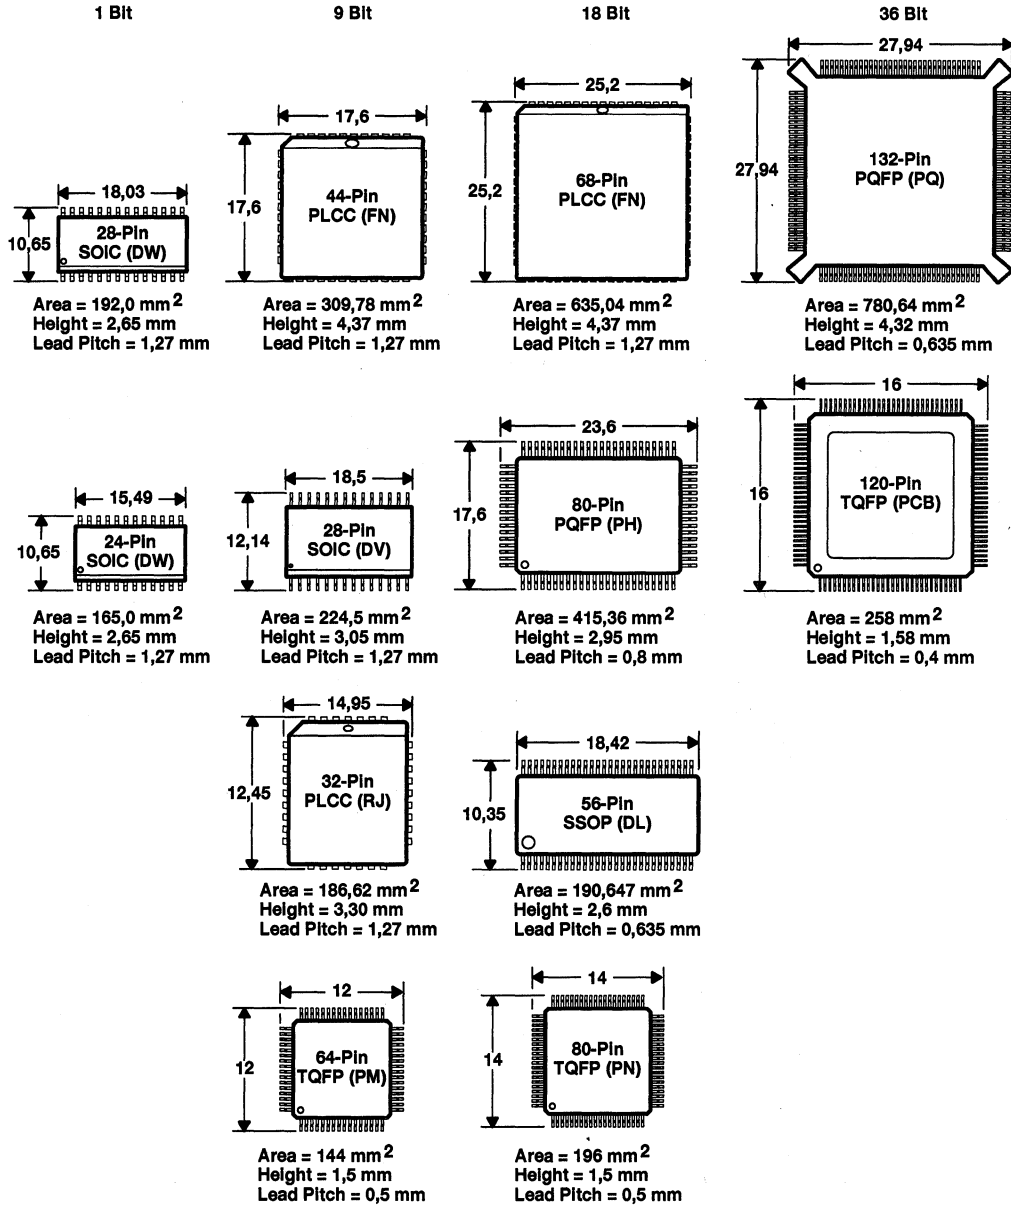 1 Bit
9 Bit
18 Bit
36 Bit
18,03
10,65
28-Pin
SOIC (DW)
Area = 192,0 mm2
Height = 2,65 mm
Lead Pitch = 1,27 mm
17,6
17,6
44-Pin
PLCC (FN)
Area = 309,78 mm2
Height = 4,37 mm
Lead Pitch = 1,27 mm
25,2
25,2
68-Pin
PLCC (FN)
Area = 635,04 mm2
Height = 4,37 mm
Lead Pitch = 1,27 mm
27,94
27,94
132-Pin
PQFP (PQ)
Area = 780,64 mm2
Height = 4,32 mm
Lead Pitch = 0,635 mm
15,49
10,65
24-Pin
SOIC (DW)
Area = 165,0 mm2
Height = 2,65 mm
Lead Pitch = 1,27 mm
18,5
12,14
28-Pin
SOIC (DV)
Area = 224,5 mm2
Height = 3,05 mm
Lead Pitch = 1,27 mm
23,6
17,6
80-Pin
PQFP (PH)
Area = 415,36 mm2
Height = 2,95 mm
Lead Pitch = 0,8 mm
16
16
120-Pin
TQFP (PCB)
Area = 258 mm2
Height = 1,58 mm
Lead Pitch = 0,4 mm
14,95
12,45
32-Pin
PLCC (RJ)
Area = 186,62 mm2
Height = 3,30 mm
Lead Pitch = 1,27 mm
18,42
10,35
56-Pin
SSOP (DL)
Area = 190,647 mm2
Height = 2,6 mm
Lead Pitch = 0,635 mm
12
12
64-Pin
TQFP (PM)
Area = 144 mm2
Height = 1,5 mm
Lead Pitch = 0,5 mm
14
14
80-Pin
TQFP (PN)
Area = 196 mm2
Height = 1,5 mm
Lead Pitch = 0,5 mm